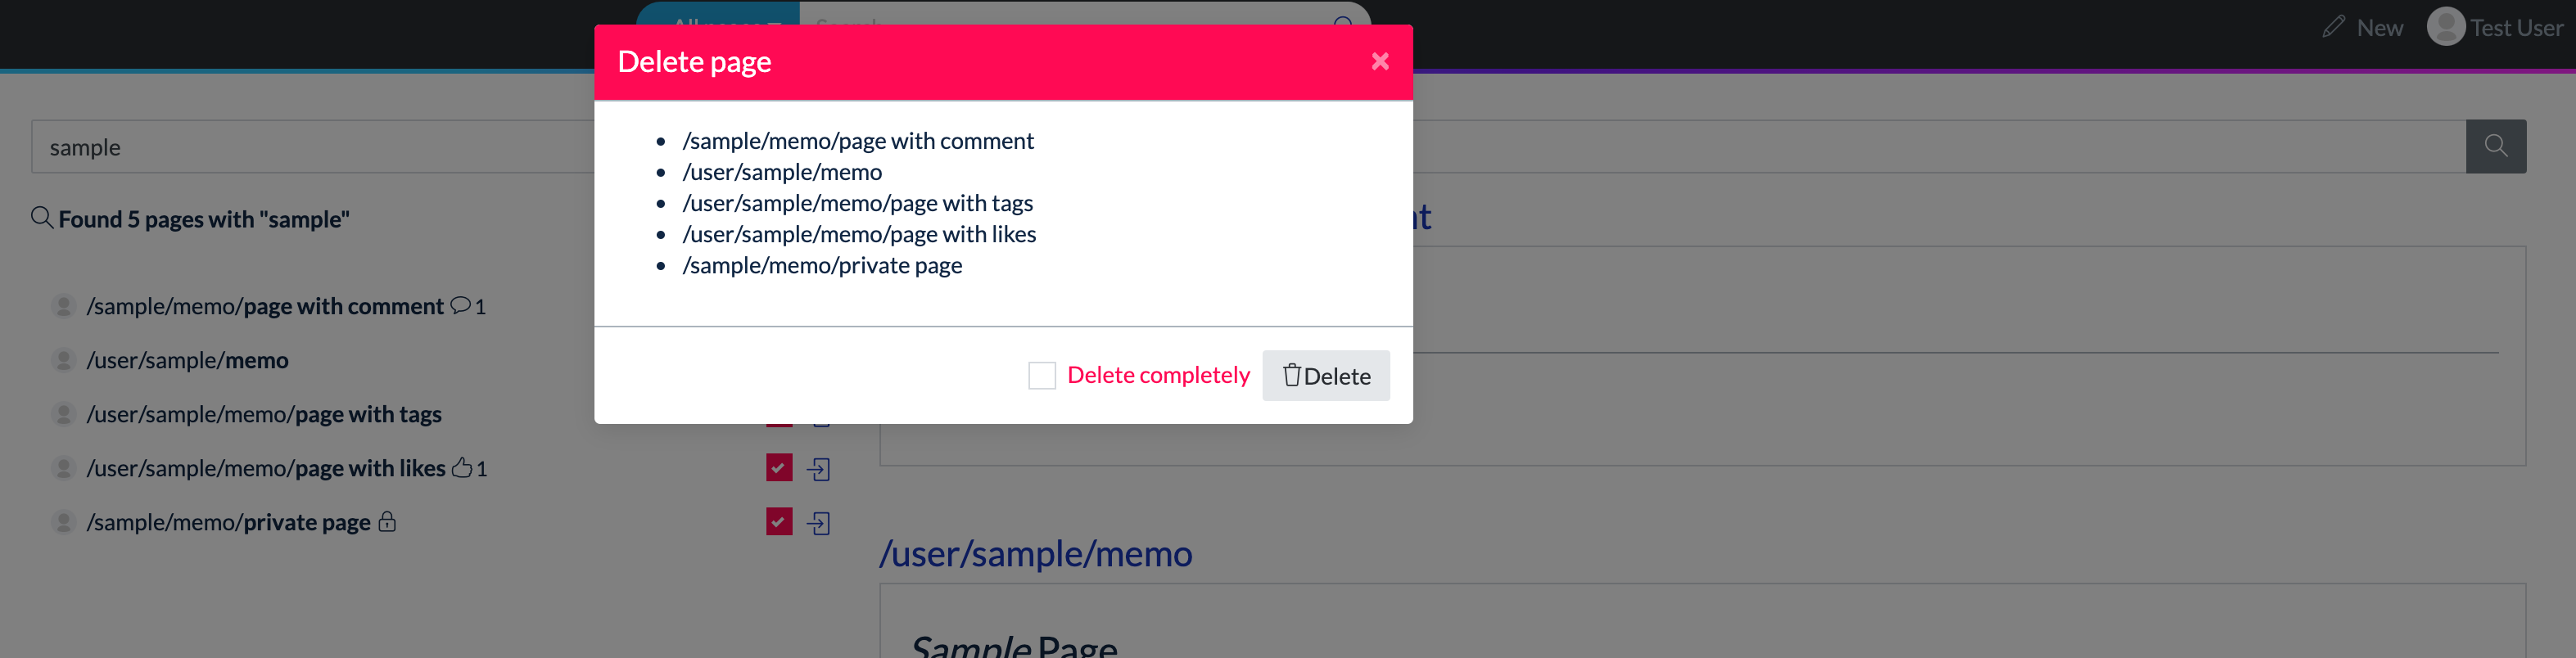 New
Test User
Delete page
sample
/sample/memo/page with comment
/user/sample/memo
/user/sample/memo/page with tags
/user/sample/memo/page with likes
/sample/memo/private page
Found 5 pages with "sample"
/sample/memo/page with comment 1
/user/sample/memo
/user/sample/memo/page with tags
/user/sample/memo/page with likes 1
/sample/memo/private page
Delete completely
Delete
/user/sample/memo
Sample Page